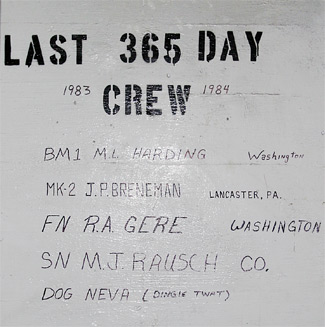 LAST 365 DAY
1983 CREW 1984
BM1 M.L. HARDING Washington
MK-2 J.P. BRENEMAN LANCASTER, PA.
FN R.A. GERE WASHINGTON
SN M.J. RAUSCH CO.
DOG NEVA (DINGIE TWAT)